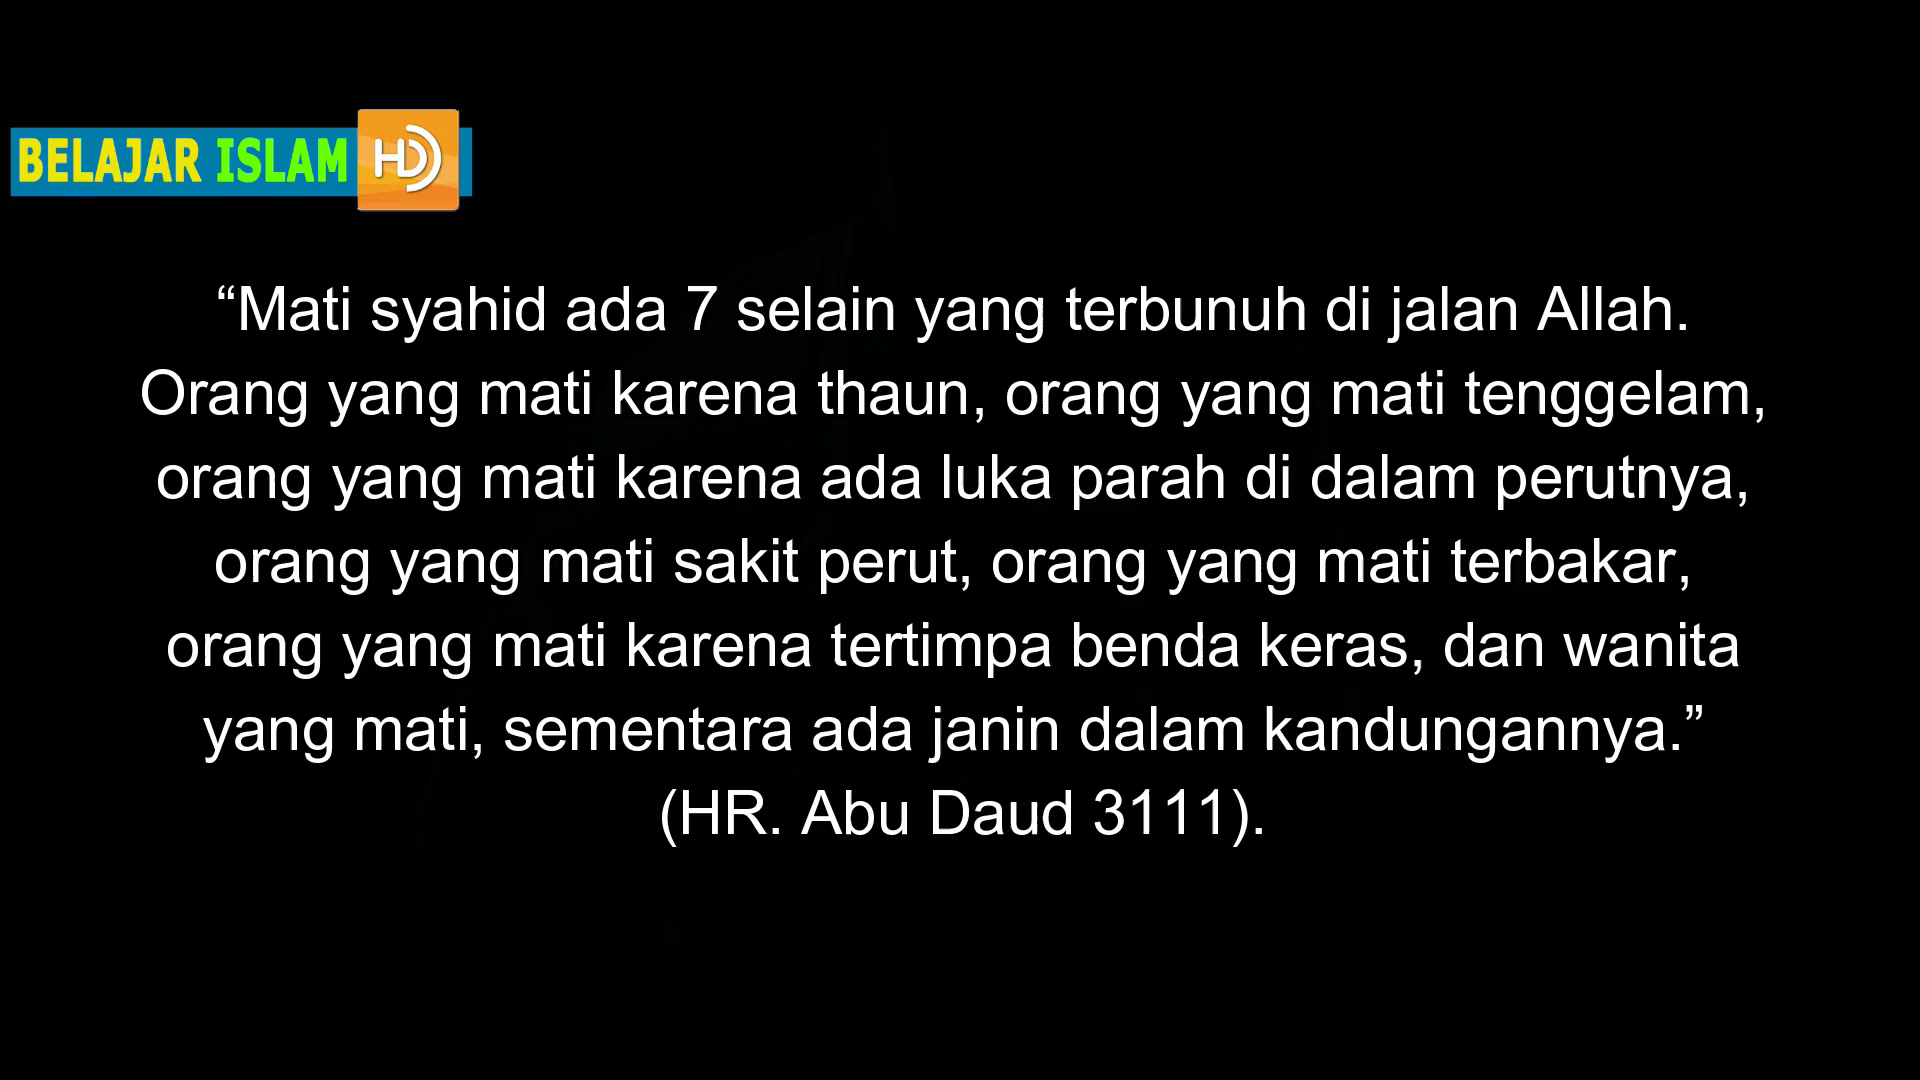 BELAJAR ISLAM HD
“Mati syahid ada 7 selain yang terbunuh di jalan Allah.
Orang yang mati karena thaun, orang yang mati tenggelam,
orang yang mati karena ada luka parah di dalam perutnya,
orang yang mati sakit perut, orang yang mati terbakar,
orang yang mati karena tertimpa benda keras, dan wanita
yang mati, sementara ada janin dalam kandungannya.”
(HR. Abu Daud 3111).